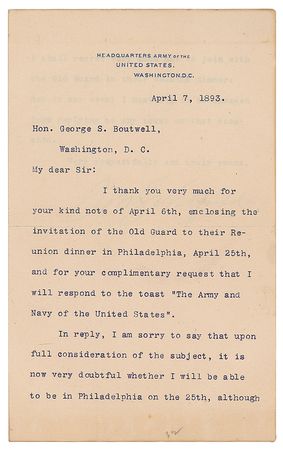 HEADQUARTERS ARMY OF THE
UNITED STATES.
WASHINGTON, D.C.
April 7, 1893.
Hon. George S. Boutwell,
Washington, D. C.
My dear Sir:
I thank you very much for
your kind note of April 6th, enclosing the
invitation of the Old Guard to their Re-
union dinner in Philadelphia, April 25th,
and for your complimentary request that I
will respond to the toast "The Army and
Navy of the United States".
In reply, I am sorry to say that upon
full consideration of the subject, it is
now very doubtful whether I will be able
to be in Philadelphia on the 25th, although